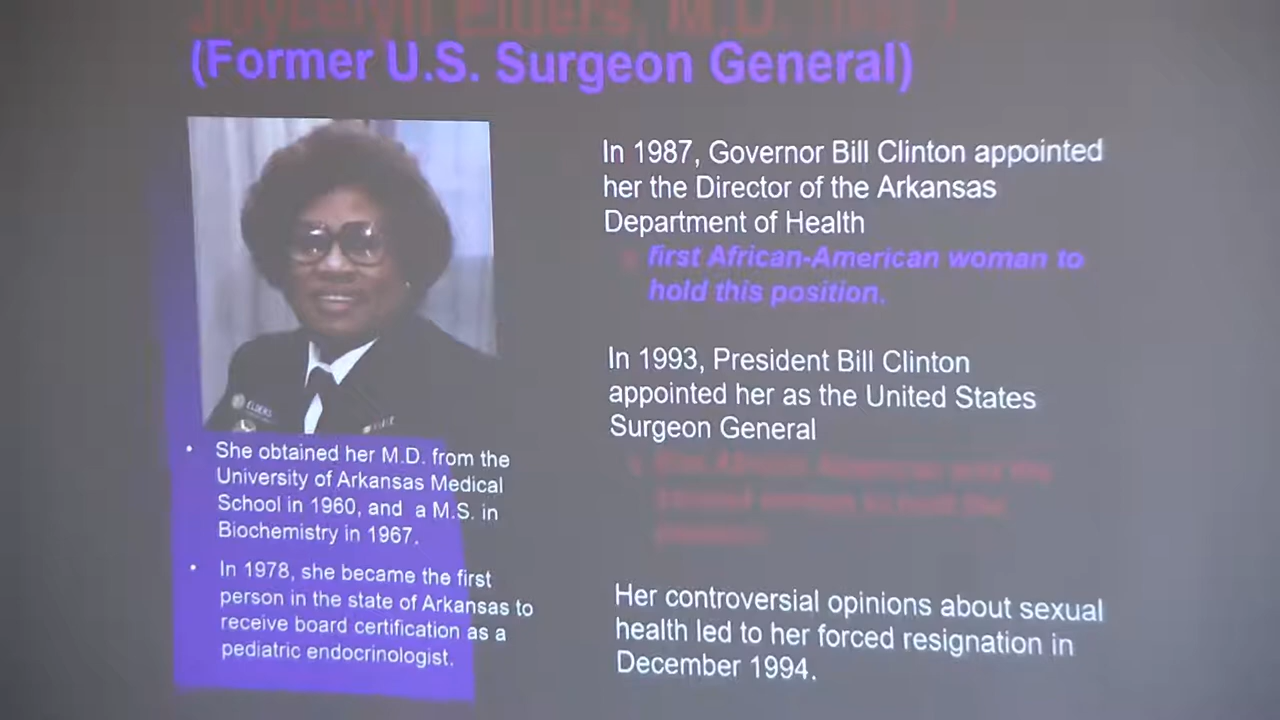 Joycelyn Elders, M.D.
(Former U.S. Surgeon General)
ELDERS
• She obtained her M.D. from the
University of Arkansas Medical
School in 1960, and a M.S. in
Biochemistry in 1967.
• In 1978, she became the first
person in the state of Arkansas to
receive board certification as a
pediatric endocrinologist.
In 1987, Governor Bill Clinton appointed
her the Director of the Arkansas
Department of Health
first African-American woman to
hold this position.
In 1993, President Bill Clinton
appointed her as the United States
Surgeon General
Her controversial opinions about sexual
health led to her forced resignation in
December 1994.